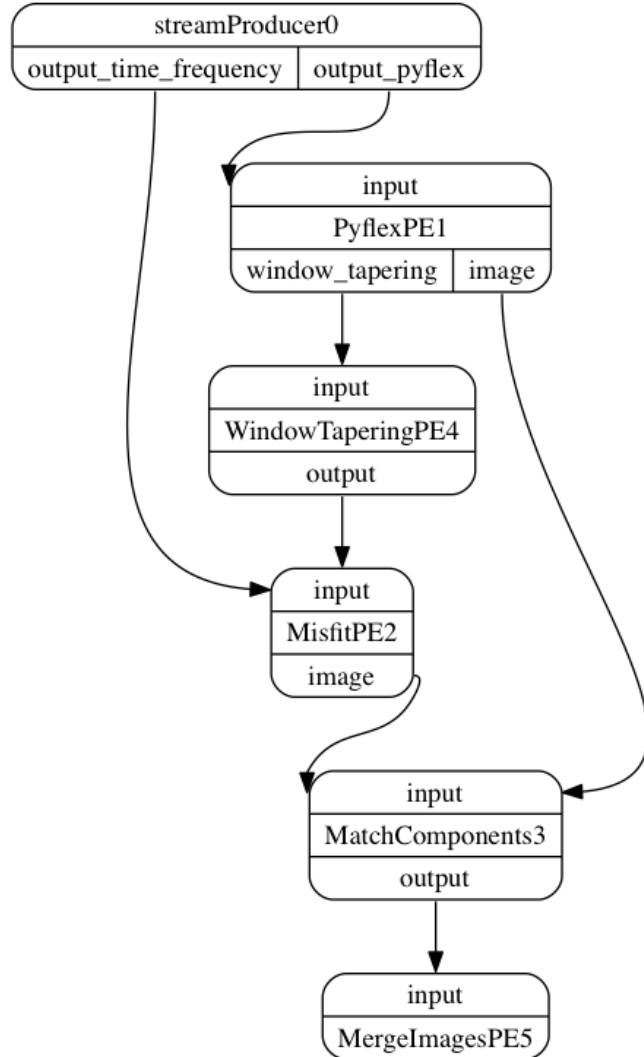 streamProducer0
output_time_frequency output_pyflex
input
PyflexPE1
window_tapering image
input
WindowTaperingPE4
output
input
MisfitPE2
image
input
MatchComponents3
output
input
MergeImagesPE5